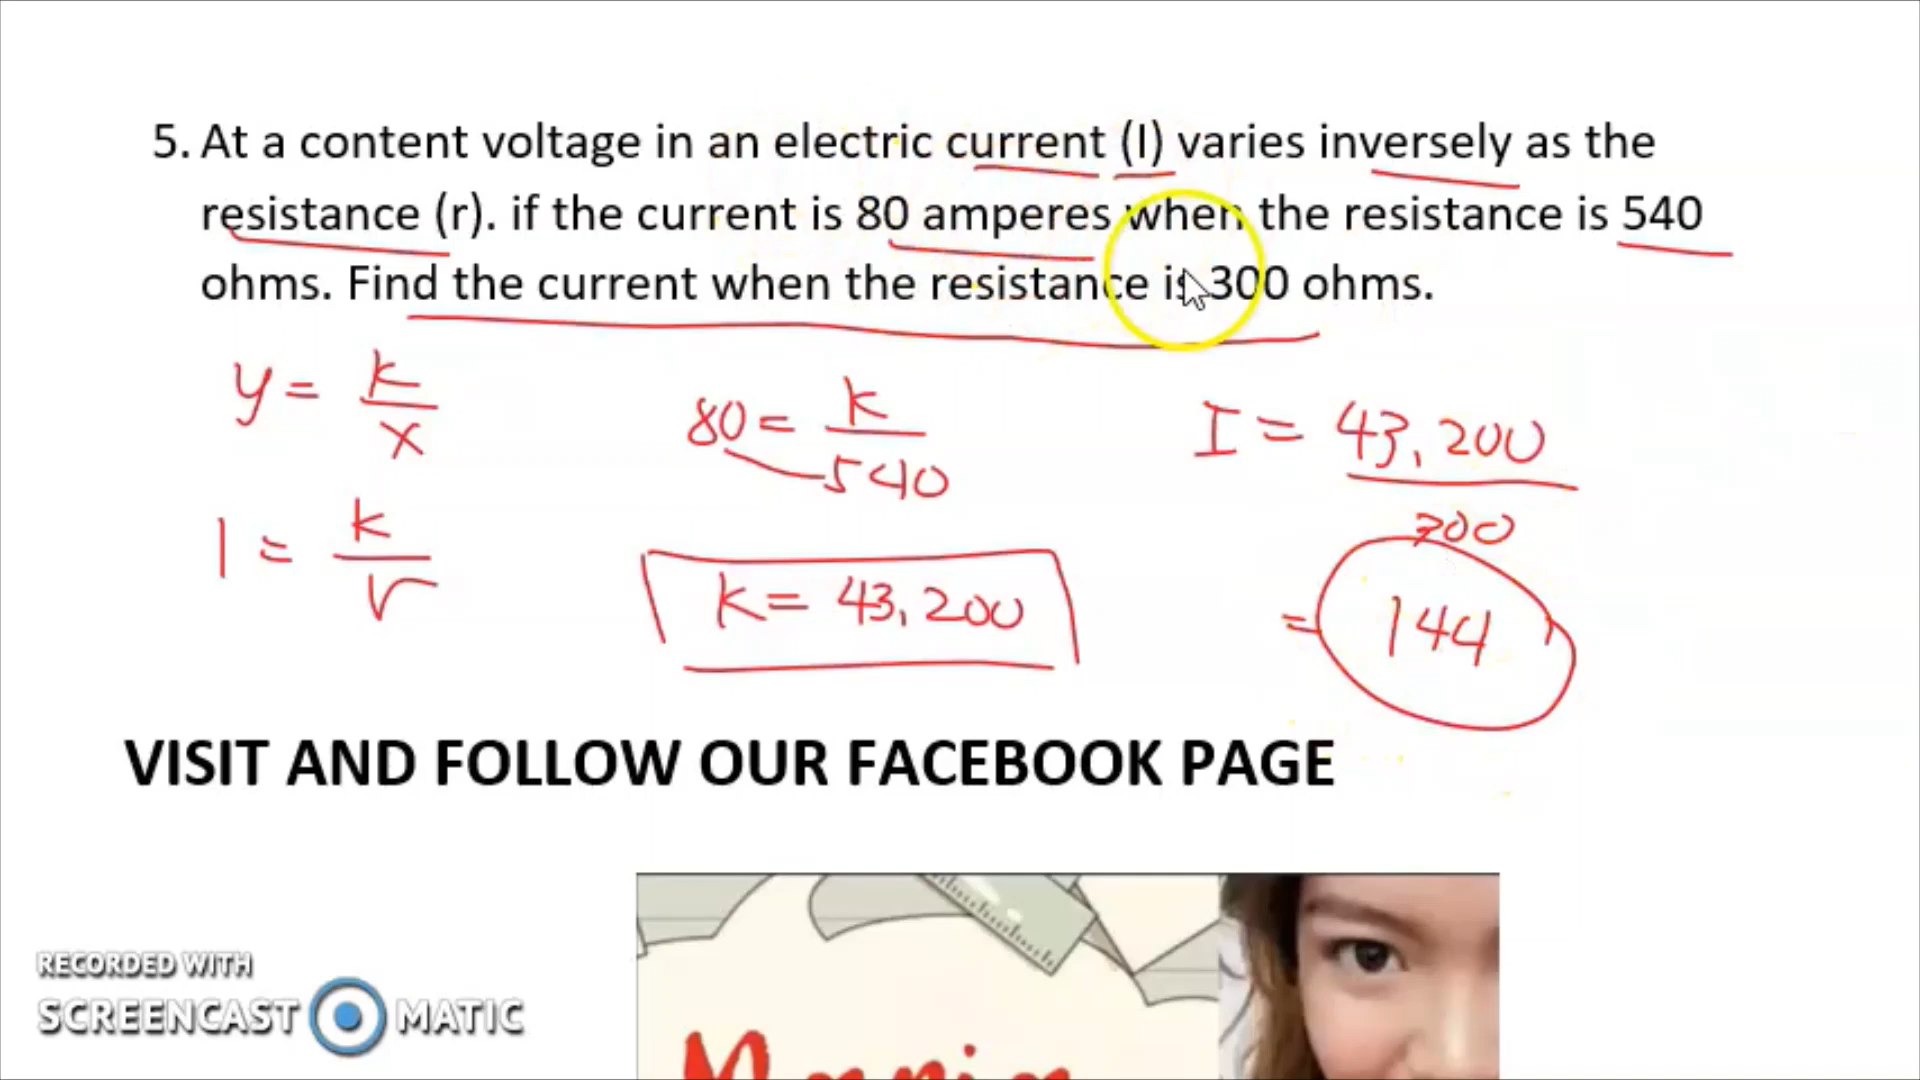 5. At a content voltage in an electric current (I) varies inversely as the
resistance (r). if the current is 80 amperes when the resistance is 540
ohms. Find the current when the resistance is 300 ohms.
y = k/x
80 = k/540
I = 43,200/300
I = k/r
k = 43,200
= 144
VISIT AND FOLLOW OUR FACEBOOK PAGE
RECORDED WITH
SCREENCAST MATIC